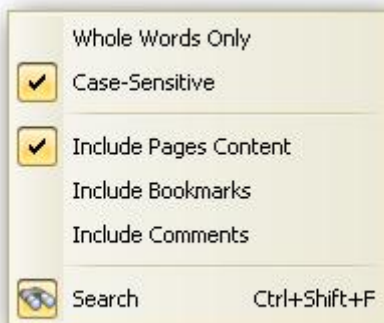 Whole Words Only
Case-Sensitive
Include Pages Content
Include Bookmarks
Include Comments
Search Ctrl+Shift+F